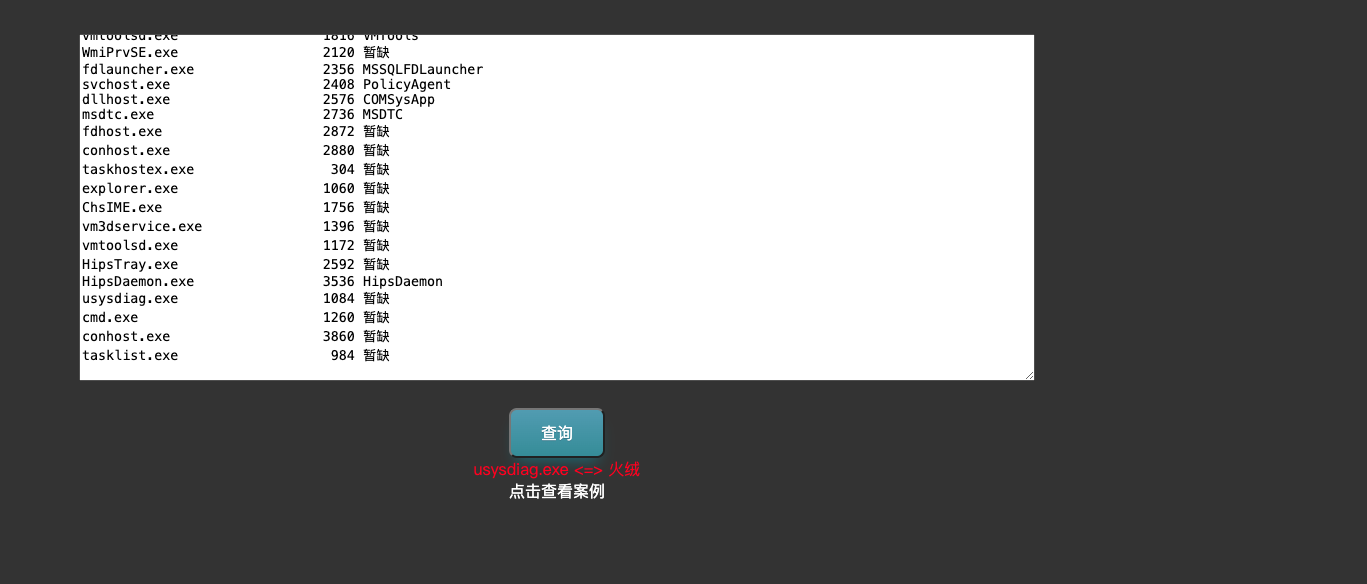 vmtoolsd.exe 1816 VMTools
WmiPrvSE.exe 2120 暂缺
fdlauncher.exe 2356 MSSQLFDLauncher
svchost.exe 2408 PolicyAgent
dllhost.exe 2576 COMSysApp
msdtc.exe 2736 MSDTC
fdhost.exe 2872 暂缺
conhost.exe 2880 暂缺
taskhostex.exe 304 暂缺
explorer.exe 1060 暂缺
ChsIME.exe 1756 暂缺
vm3dservice.exe 1396 暂缺
vmtoolsd.exe 1172 暂缺
HipsTray.exe 2592 暂缺
HipsDaemon.exe 3536 HipsDaemon
usysdiag.exe 1084 暂缺
cmd.exe 1260 暂缺
conhost.exe 3860 暂缺
tasklist.exe 984 暂缺
查询
usysdiag.exe <=> 火绒
点击查看案例